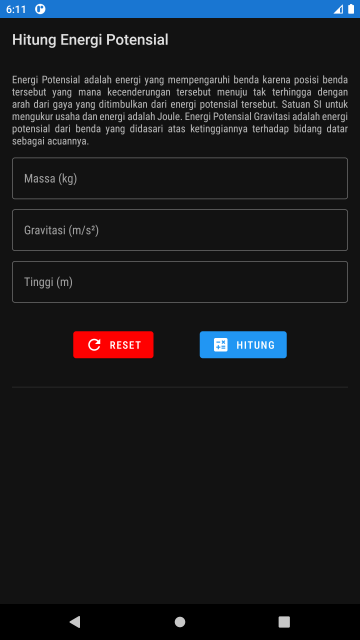 6:11
Hitung Energi Potensial
Energi Potensial adalah energi yang mempengaruhi benda karena posisi benda
tersebut yang mana kecenderungan tersebut menuju tak terhingga dengan
arah dari gaya yang ditimbulkan dari energi potensial tersebut. Satuan SI untuk
mengukur usaha dan energi adalah Joule. Energi Potensial Gravitasi adalah energi
potensial dari benda yang didasari atas ketinggiannya terhadap bidang datar
sebagai acuannya.
Massa (kg)
Gravitasi (m/s²)
Tinggi (m)
RESET
HITUNG